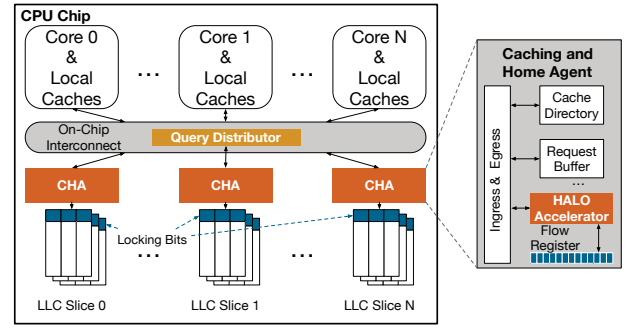 CPU Chip
Core 0
&
Local
Caches
...
Core 1
&
Local
Caches
...
Core N
&
Local
Caches
On-Chip
Interconnect
Query Distributor
CHA
CHA
CHA
Locking Bits
...
...
LLC Slice 0
LLC Slice 1
LLC Slice N
Caching and
Home Agent
Ingress & Egress
Cache
Directory
Request
Buffer
...
HALO
Accelerator
Flow
Register